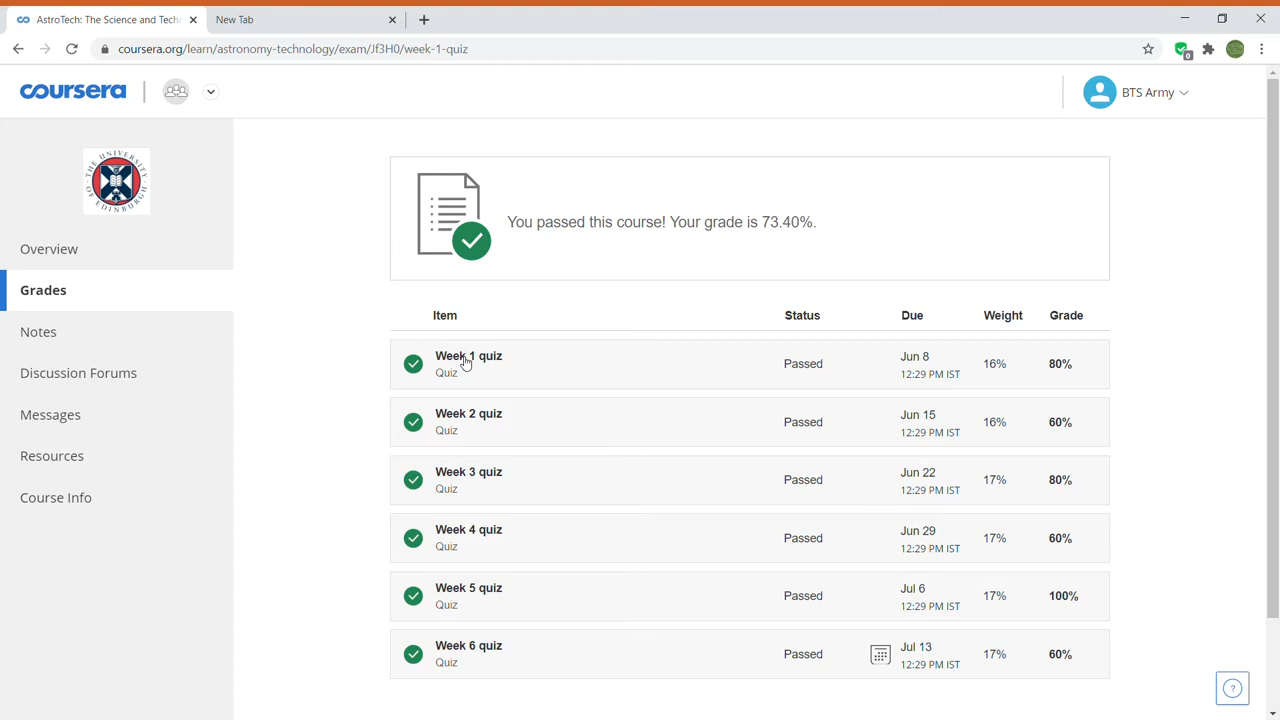 AstroTech: The Science and Tech
New Tab
coursera.org/learn/astronomy-technology/exam/Jf3H0/week-1-quiz
0
coursera
BTS Army
THE UNIVERSITY OF EDINBURGH
Overview
Grades
Notes
Discussion Forums
Messages
Resources
Course Info
You passed this course! Your grade is 73.40%.
Item Status Due Weight Grade
Week 1 quiz
Quiz
Passed
Jun 8
12:29 PM IST
16%
80%
Week 2 quiz
Quiz
Passed
Jun 15
12:29 PM IST
16%
60%
Week 3 quiz
Quiz
Passed
Jun 22
12:29 PM IST
17%
80%
Week 4 quiz
Quiz
Passed
Jun 29
12:29 PM IST
17%
60%
Week 5 quiz
Quiz
Passed
Jul 6
12:29 PM IST
17%
100%
Week 6 quiz
Quiz
Passed
Jul 13
12:29 PM IST
17%
60%
?